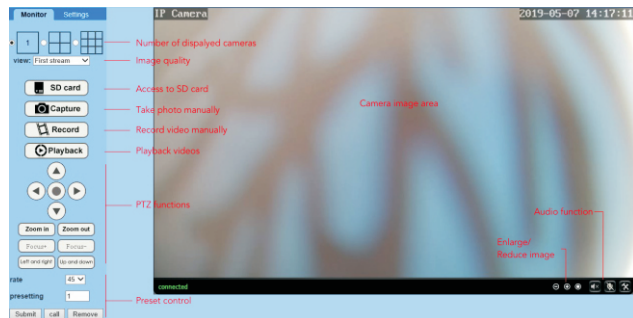 Monitor Settings
IP Camera 2019-05-07 14:17:11
1
Number of dispalyed cameras
view: First stream
Image quality
SD card
Access to SD card
Capture
Take photo manually
Camera image area
Record
Record video manually
Playback
Playback videos
PTZ functions
Audio function
Zoom in Zoom out
Focus+ Focus-
Enlarge/
Reduce image
Left and right Up and down
rate 45
connected
presetting 1
Preset control
Submit call Remove